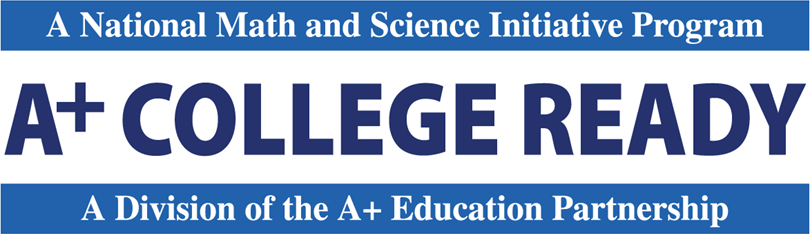 A National Math and Science Initiative Program
A+ COLLEGE READY
A Division of the A+ Education Partnership